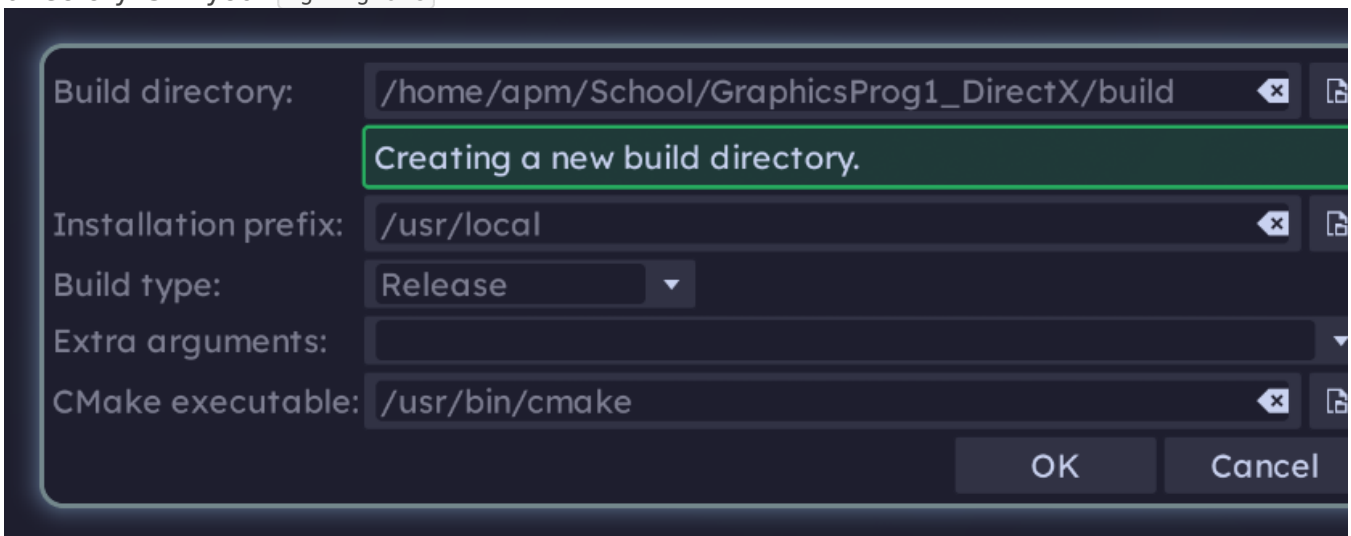 Build directory: /home/apm/School/GraphicsProg1_DirectX/build
Creating a new build directory.
Installation prefix: /usr/local
Build type: Release
Extra arguments:
CMake executable: /usr/bin/cmake
OK Cancel